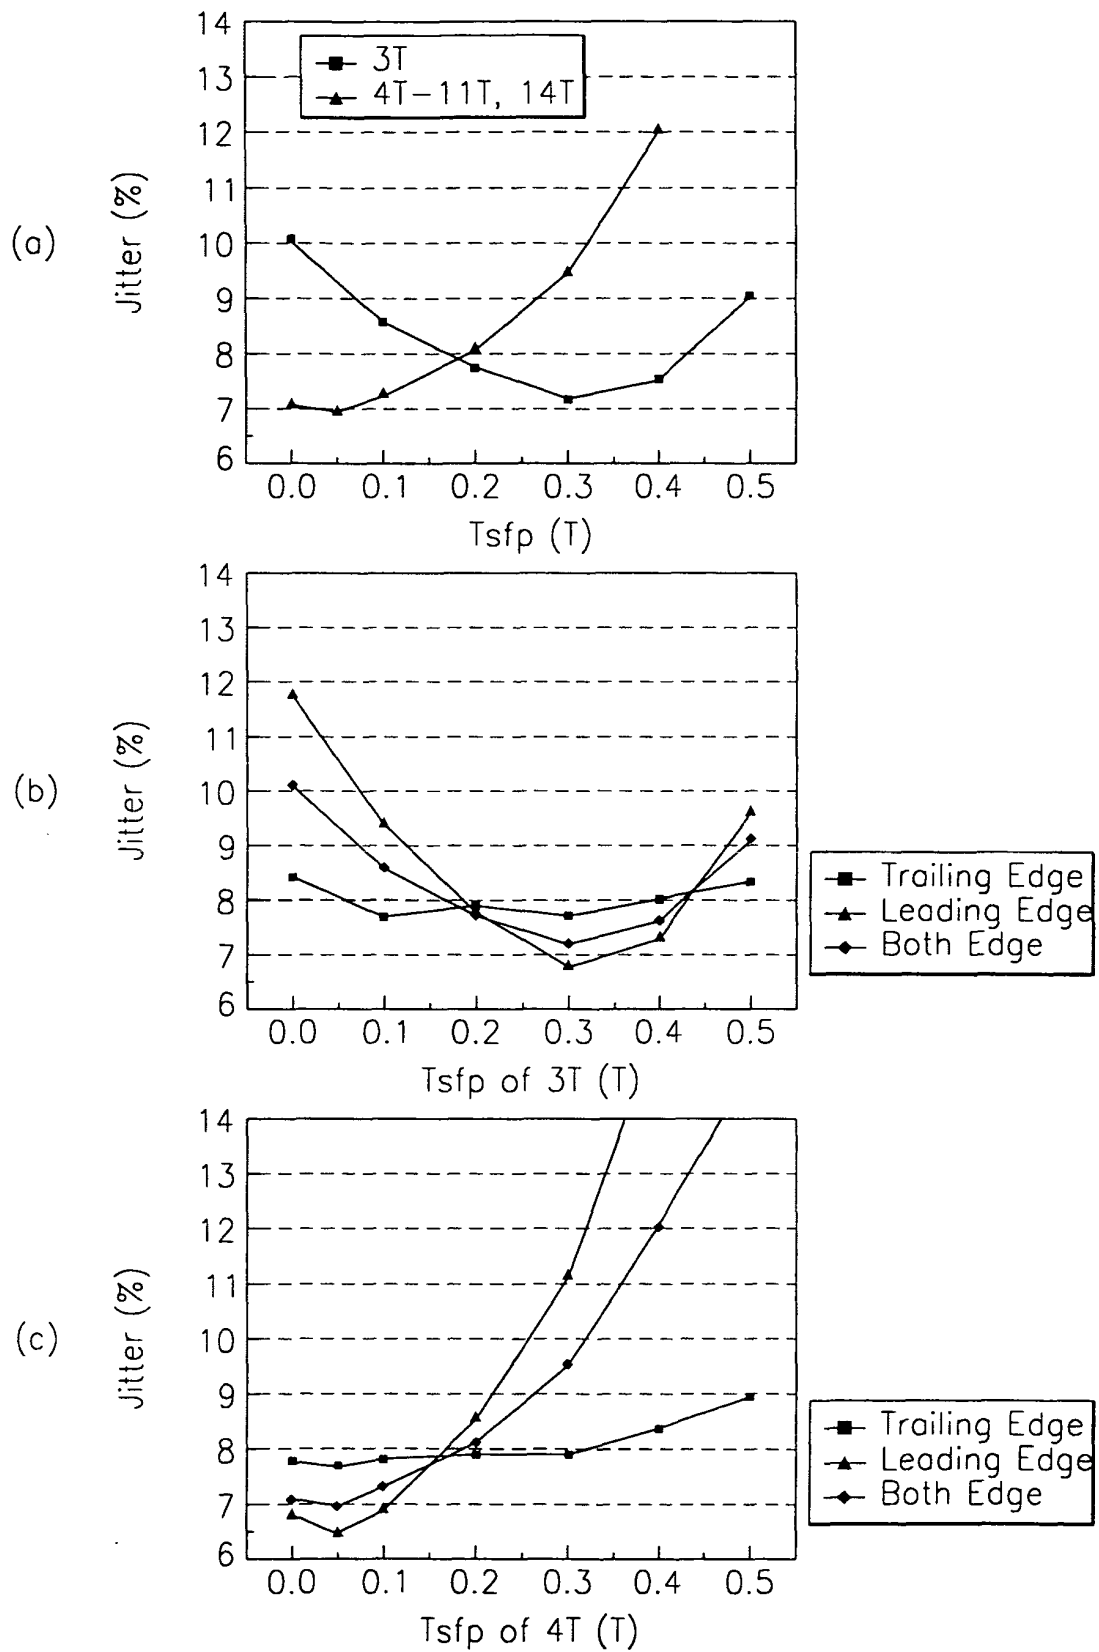 (a)
Jitter (%)
14
13
12
11
10
9
8
7
6
3T
4T-11T, 14T
0.0 0.1 0.2 0.3 0.4 0.5
Tsfp (T)
(b)
Jitter (%)
14
13
12
11
10
9
8
7
6
0.0 0.1 0.2 0.3 0.4 0.5
Tsfp of 3T (T)
Trailing Edge
Leading Edge
Both Edge
(c)
Jitter (%)
14
13
12
11
10
9
8
7
6
0.0 0.1 0.2 0.3 0.4 0.5
Tsfp of 4T (T)
Trailing Edge
Leading Edge
Both Edge